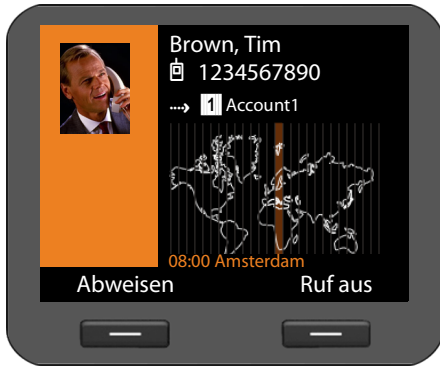 Brown, Tim
1234567890
1 Account1
08:00 Amsterdam
Abweisen Ruf aus